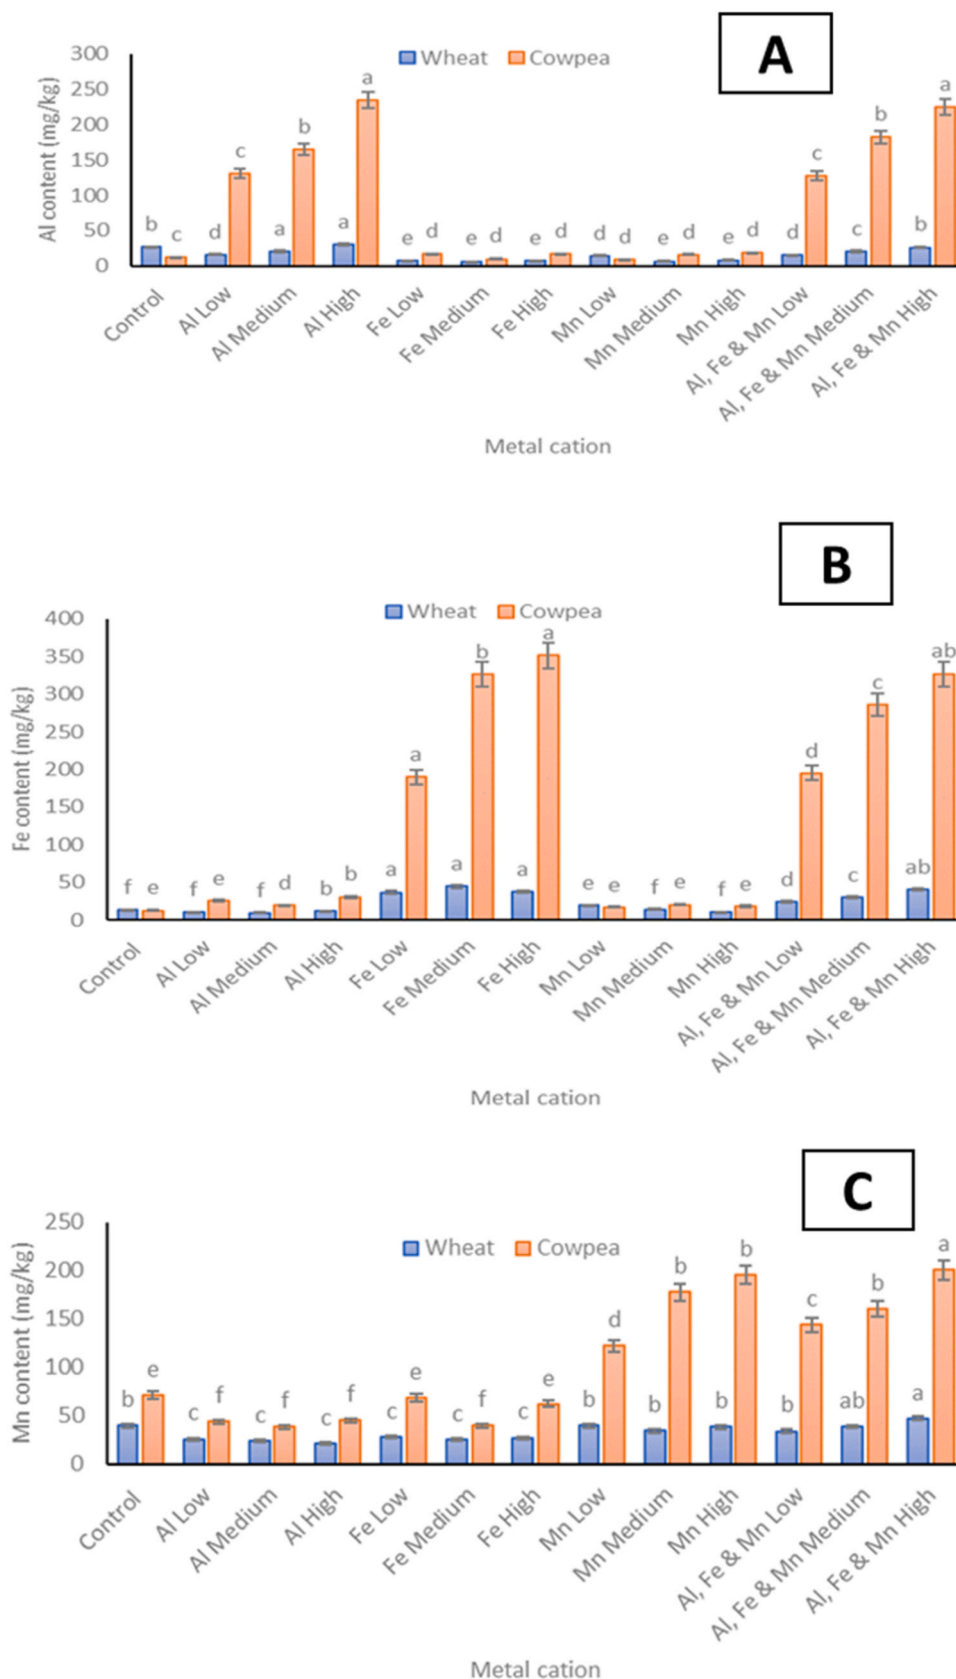 A
Wheat Cowpea
Al content (mg/kg)
300
250
200
150
100
50
0
b c d c a b a a e d e d e d d d e d e d d c c b b a
Control
Al Low
Al Medium
Al High
Fe Low
Fe Medium
Fe High
Mn Low
Mn Medium
Mn High
Al, Fe & Mn Low
Al, Fe & Mn Medium
Al, Fe & Mn High
Metal cation
B
Wheat Cowpea
Fe content (mg/kg)
400
350
300
250
200
150
100
50
0
f e f e f d b b a a a b a a e e f e f e d d c c ab ab
Control
Al Low
Al Medium
Al High
Fe Low
Fe Medium
Fe High
Mn Low
Mn Medium
Mn High
Al, Fe & Mn Low
Al, Fe & Mn Medium
Al, Fe & Mn High
Metal cation
C
Wheat Cowpea
Mn content (mg/kg)
250
200
150
100
50
0
b e c f c f c f c e c f c e b d b b b b b c ab b a a
Control
Al Low
Al Medium
Al High
Fe Low
Fe Medium
Fe High
Mn Low
Mn Medium
Mn High
Al, Fe & Mn Low
Al, Fe & Mn Medium
Al, Fe & Mn High
Metal cation